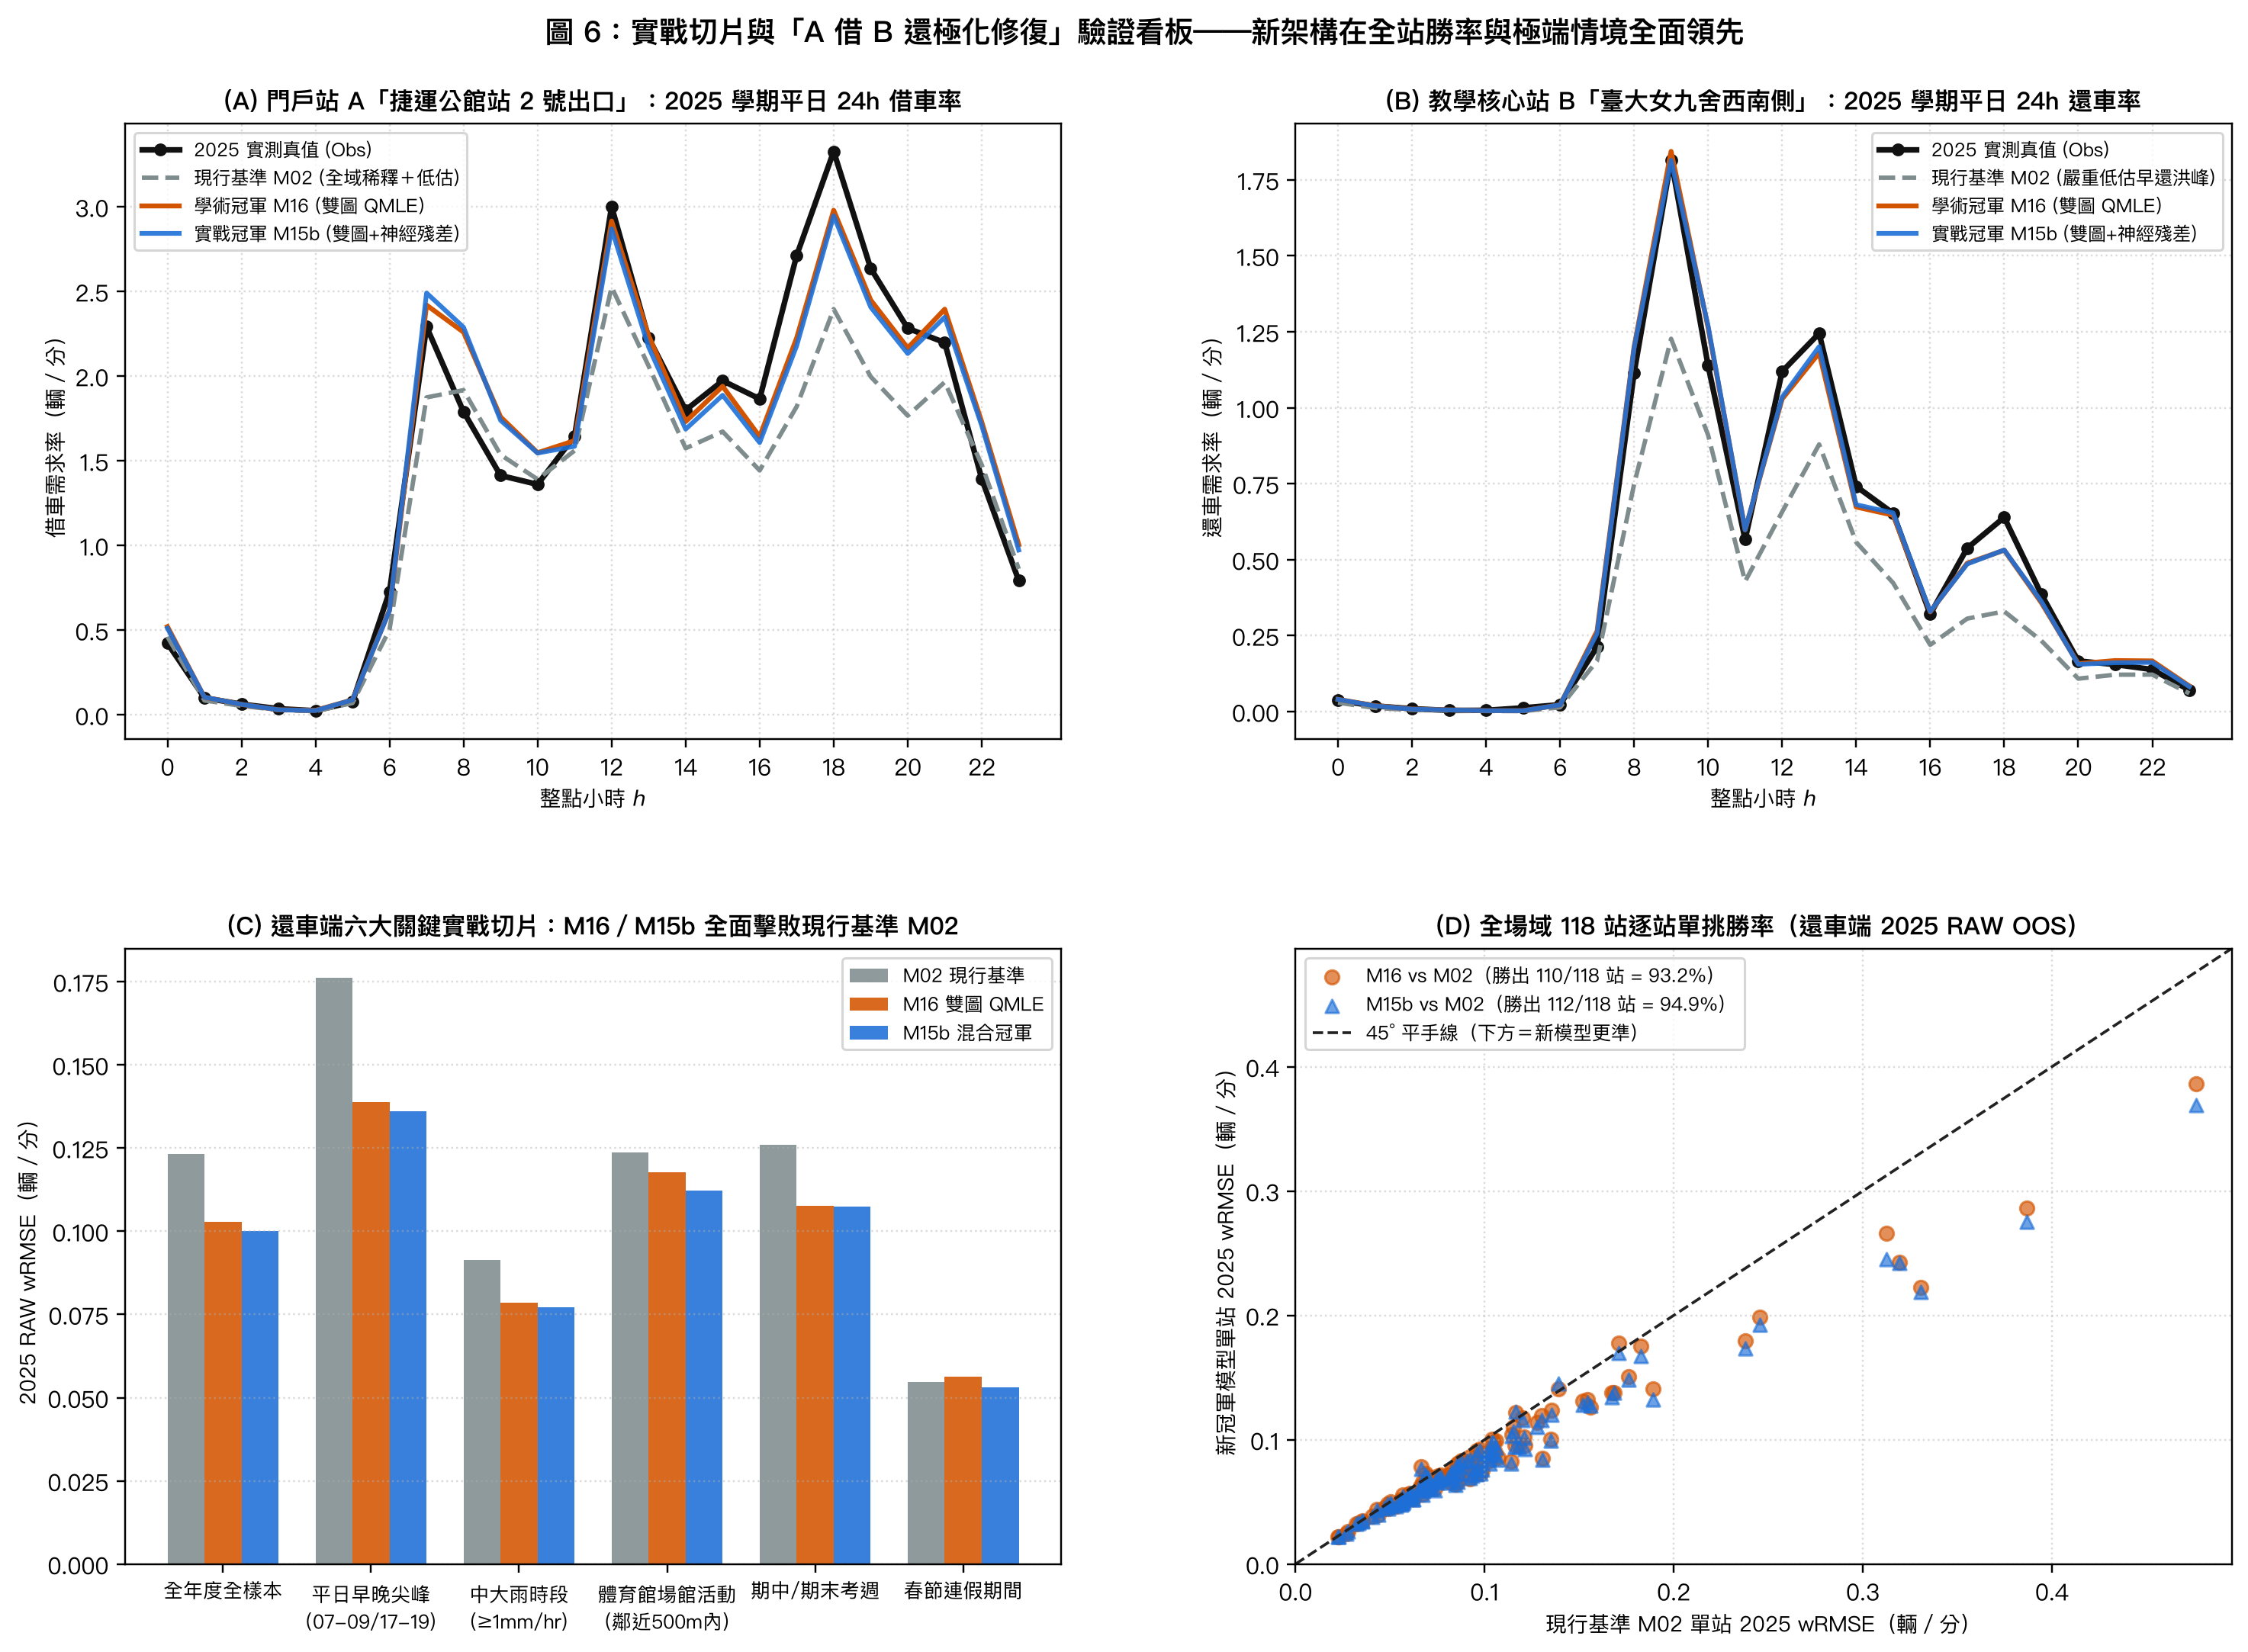 圖 6：實戰切片與「A 借 B 還極化修復」驗證看板——新架構在全站勝率與極端情境全面領先
(A) 門戶站 A「捷運公館站 2 號出口」：2025 學期平日 24h 借車率
2025 實測真值 (Obs)
現行基準 M02 (全域稀釋＋低估)
學術冠軍 M16 (雙圖 QMLE)
實戰冠軍 M15b (雙圖+神經殘差)
借車需求率（輛 / 分）
3.0
2.5
2.0
1.5
1.0
0.5
0.0
0 2 4 6 8 10 12 14 16 18 20 22
整點小時 h
(B) 教學核心站 B「臺大女九舍西南側」：2025 學期平日 24h 還車率
2025 實測真值 (Obs)
現行基準 M02 (嚴重低估早還洪峰)
學術冠軍 M16 (雙圖 QMLE)
實戰冠軍 M15b (雙圖+神經殘差)
還車需求率（輛 / 分）
1.75
1.50
1.25
1.00
0.75
0.50
0.25
0.00
0 2 4 6 8 10 12 14 16 18 20 22
整點小時 h
(C) 還車端六大關鍵實戰切片：M16 / M15b 全面擊敗現行基準 M02
M02 現行基準
M16 雙圖 QMLE
M15b 混合冠軍
2025 RAW wRMSE（輛 / 分）
0.175
0.150
0.125
0.100
0.075
0.050
0.025
0.000
全年度全樣本
平日早晚尖峰
(07–09/17–19)
中大雨時段
(≥1mm/hr)
體育館場館活動
(鄰近500m內)
期中/期末考週
春節連假期間
(D) 全場域 118 站逐站單挑勝率（還車端 2025 RAW OOS）
M16 vs M02（勝出 110/118 站 = 93.2%）
M15b vs M02（勝出 112/118 站 = 94.9%）
45° 平手線（下方＝新模型更準）
新冠軍模型單站 2025 wRMSE（輛 / 分）
0.4
0.3
0.2
0.1
0.0
0.0 0.1 0.2 0.3 0.4
現行基準 M02 單站 2025 wRMSE（輛 / 分）